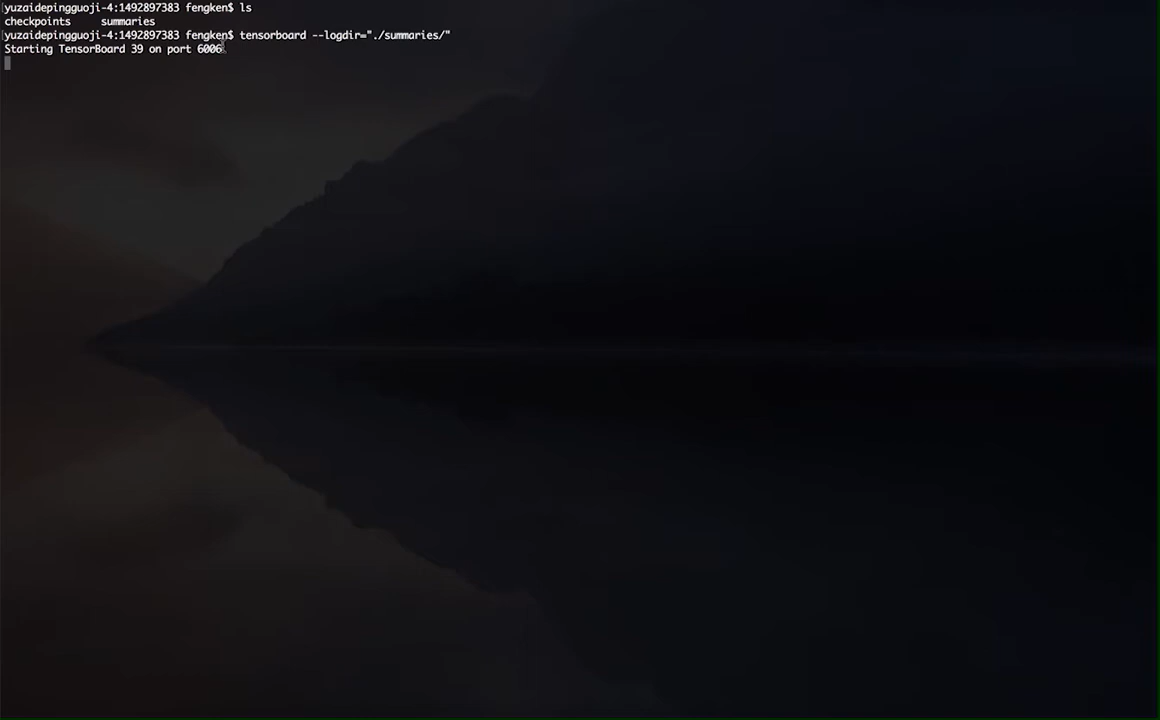 [yuzaidepingguoji-4:1492897383 fengken$ ls
checkpoints summaries
[yuzaidepingguoji-4:1492897383 fengken$ tensorboard --logdir="./summaries/"
Starting TensorBoard 39 on port 6006